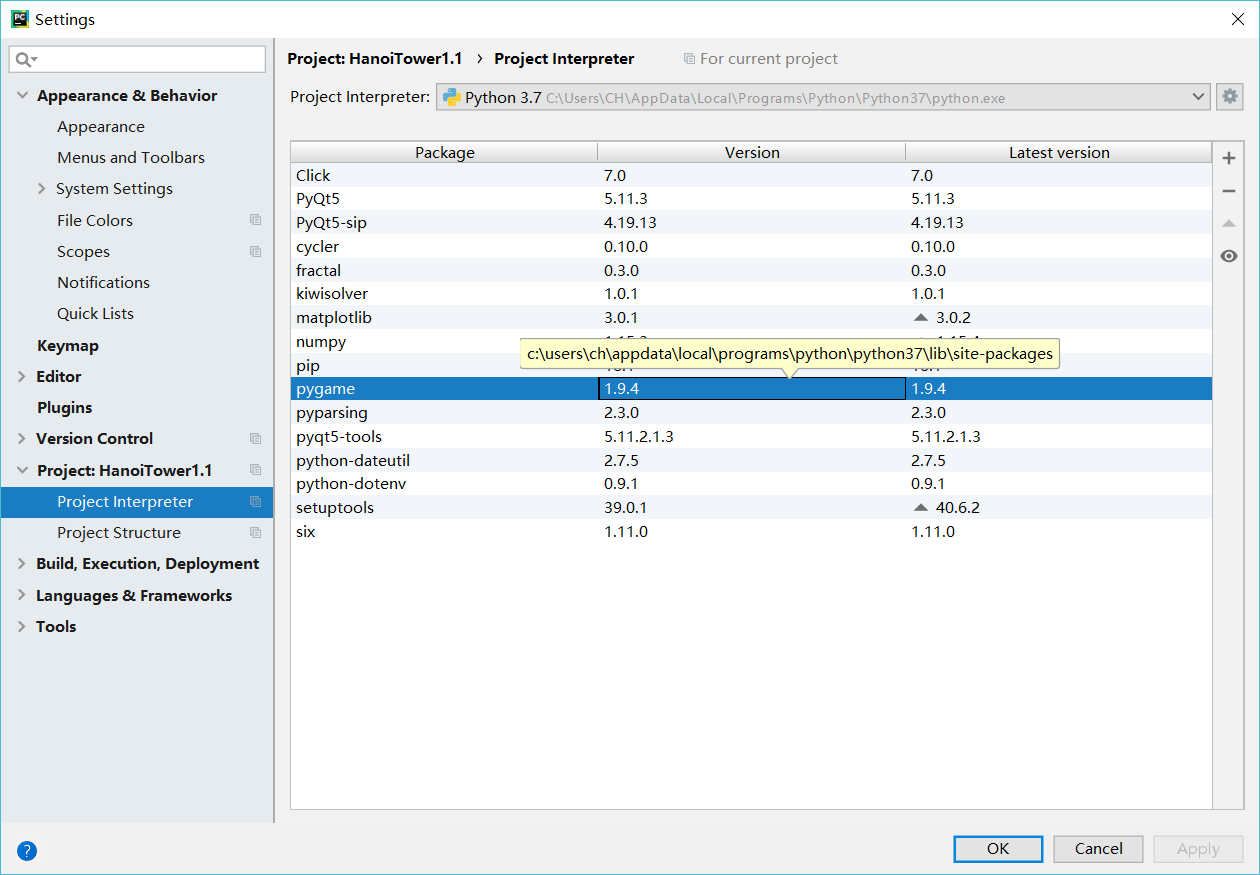 PC Settings
Project: HanoiTower1.1 › Project Interpreter For current project
Project Interpreter: Python 3.7 C:\Users\CH\AppData\Local\Programs\Python\Python37\python.exe
Appearance & Behavior
Appearance
Menus and Toolbars
System Settings
File Colors
Scopes
Notifications
Quick Lists
Keymap
Editor
Plugins
Version Control
Project: HanoiTower1.1
Project Interpreter
Project Structure
Build, Execution, Deployment
Languages & Frameworks
Tools
Package Version Latest version
Click 7.0 7.0
PyQt5 5.11.3 5.11.3
PyQt5-sip 4.19.13 4.19.13
cycler 0.10.0 0.10.0
fractal 0.3.0 0.3.0
kiwisolver 1.0.1 1.0.1
matplotlib 3.0.1 3.0.2
numpy
c:\users\ch\appdata\local\programs\python\python37\lib\site-packages
pip
pygame 1.9.4 1.9.4
pyparsing 2.3.0 2.3.0
pyqt5-tools 5.11.2.1.3 5.11.2.1.3
python-dateutil 2.7.5 2.7.5
python-dotenv 0.9.1 0.9.1
setuptools 39.0.1 40.6.2
six 1.11.0 1.11.0
? OK Cancel Apply